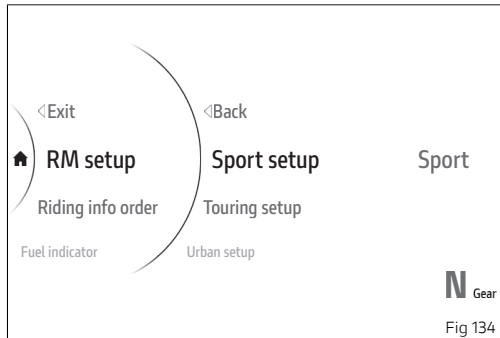 ◁Exit
◁Back
RM setup
Sport setup
Sport
Riding info order
Touring setup
Fuel indicator
Urban setup
N Gear
Fig 134